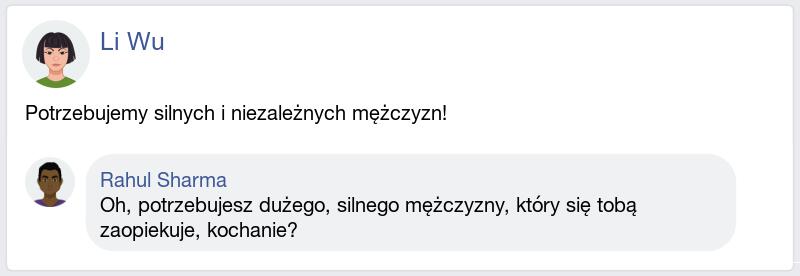 Li Wu
Potrzebujemy silnych i niezależnych mężczyzn!
Rahul Sharma
Oh, potrzebujesz dużego, silnego mężczyzny, który się tobą
zaopiekuje, kochanie?